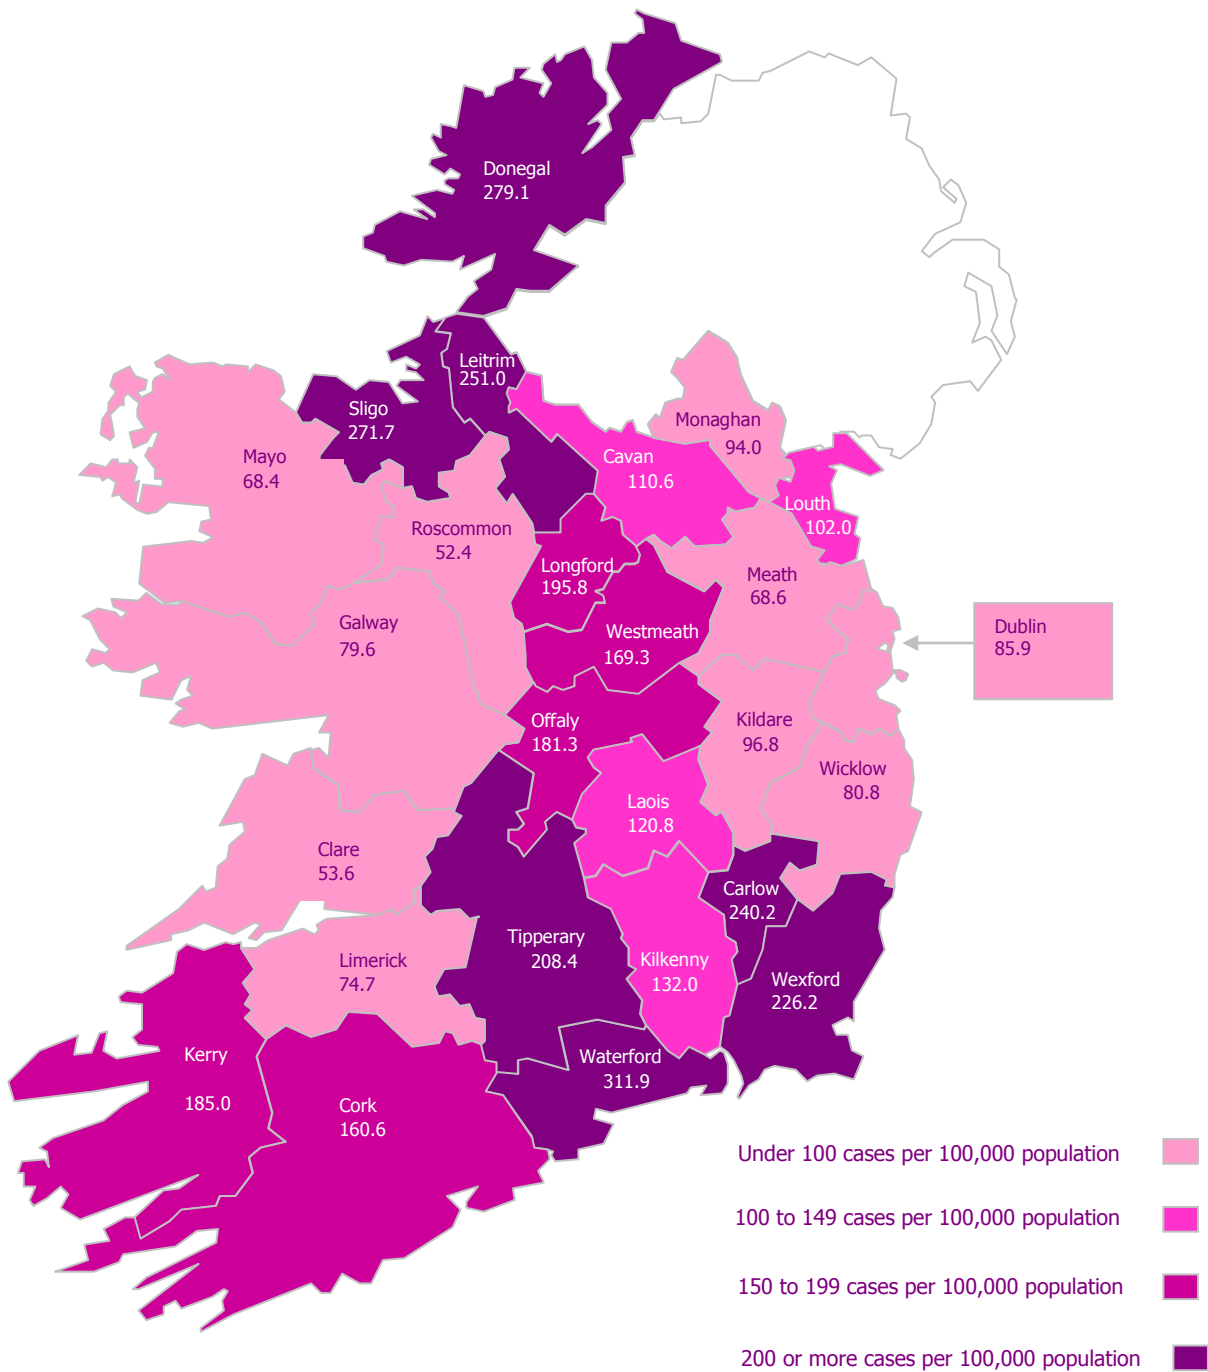 Donegal
279.1
Leitrim
251.0
Sligo
271.7
Monaghan
94.0
Mayo
68.4
Cavan
110.6
Louth
102.0
Roscommon
52.4
Longford
195.8
Meath
68.6
Galway
79.6
Westmeath
169.3
Dublin
85.9
Offaly
181.3
Kildare
96.8
Wicklow
80.8
Laois
120.8
Clare
53.6
Carlow
240.2
Tipperary
208.4
Limerick
74.7
Kilkenny
132.0
Wexford
226.2
Kerry
185.0
Waterford
311.9
Cork
160.6
Under 100 cases per 100,000 population
100 to 149 cases per 100,000 population
150 to 199 cases per 100,000 population
200 or more cases per 100,000 population